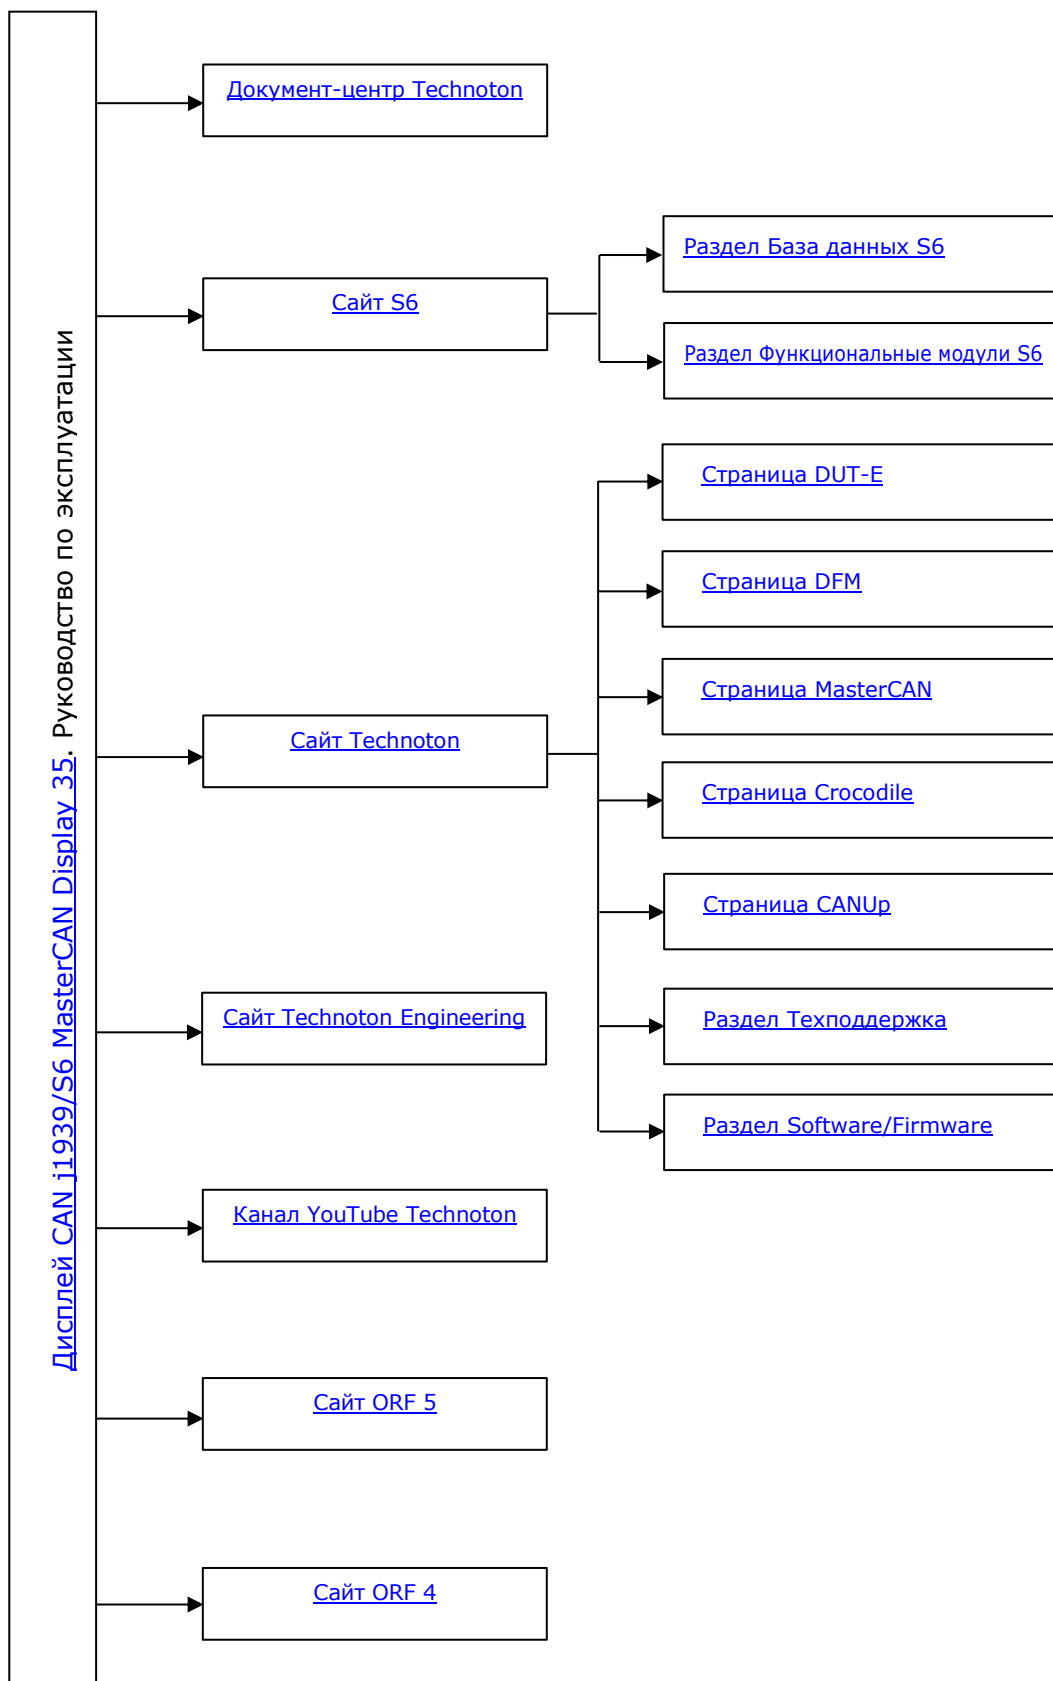 Дисплей CAN j1939/S6 MasterCAN Display 35. Руководство по эксплуатации
Документ-центр Technoton
Сайт S6
Раздел База данных S6
Раздел Функциональные модули S6
Сайт Technoton
Страница DUT-E
Страница DFM
Страница MasterCAN
Страница Crocodile
Страница CANUp
Раздел Техподдержка
Раздел Software/Firmware
Сайт Technoton Engineering
Канал YouTube Technoton
Сайт ORF 5
Сайт ORF 4